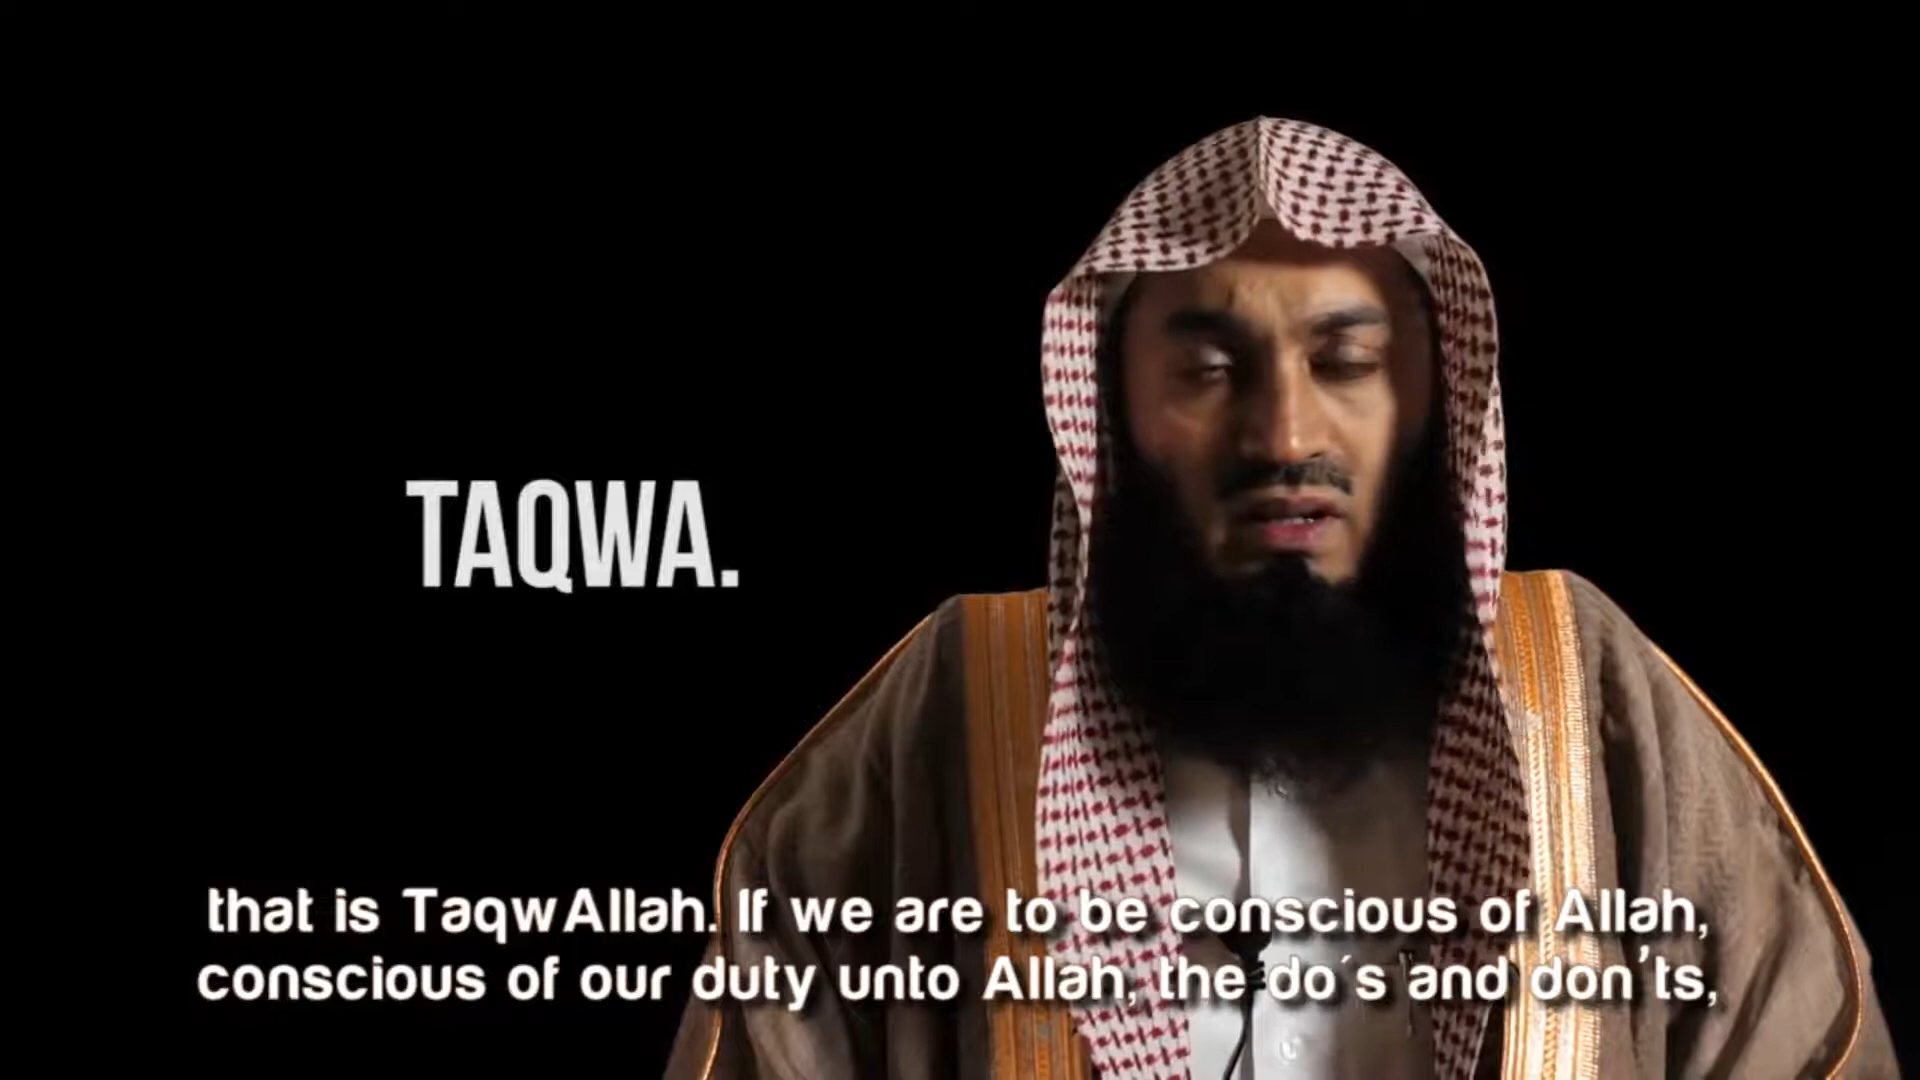 TAQWA.
that is TaqwAllah. If we are to be conscious of Allah,
conscious of our duty unto Allah, the do´s and don'ts,